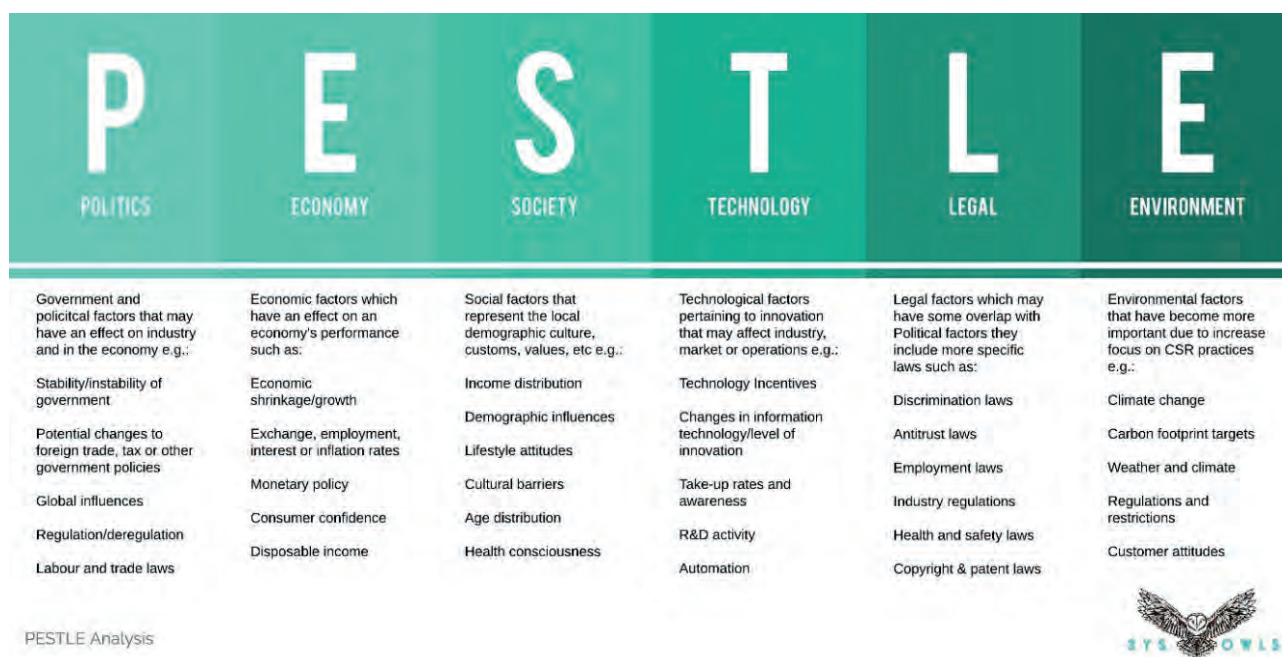 P
POLITICS
Government and
policitcal factors that may
have an effect on industry
and in the economy e.g.:
Stability/instability of
government
Potential changes to
foreign trade, tax or other
government policies
Global influences
Regulation/deregulation
Labour and trade laws
E
ECONOMY
Economic factors which
have an effect on an
economy's performance
such as:
Economic
shrinkage/growth
Exchange, employment,
interest or inflation rates
Monetary policy
Consumer confidence
Disposable income
S
SOCIETY
Social factors that
represent the local
demographic culture,
customs, values, etc e.g.:
Income distribution
Demographic influences
Lifestyle attitudes
Cultural barriers
Age distribution
Health consciousness
T
TECHNOLOGY
Technological factors
pertaining to innovation
that may affect industry,
market or operations e.g.:
Technology Incentives
Changes in information
technology/level of
innovation
Take-up rates and
awareness
R&D activity
Automation
L
LEGAL
Legal factors which may
have some overlap with
Political factors they
include more specific
laws such as:
Discrimination laws
Antitrust laws
Employment laws
Industry regulations
Health and safety laws
Copyright & patent laws
E
ENVIRONMENT
Environmental factors
that have become more
important due to increase
focus on CSR practices
e.g.:
Climate change
Carbon footprint targets
Weather and climate
Regulations and
restrictions
Customer attitudes
PESTLE Analysis
SYS OWLS